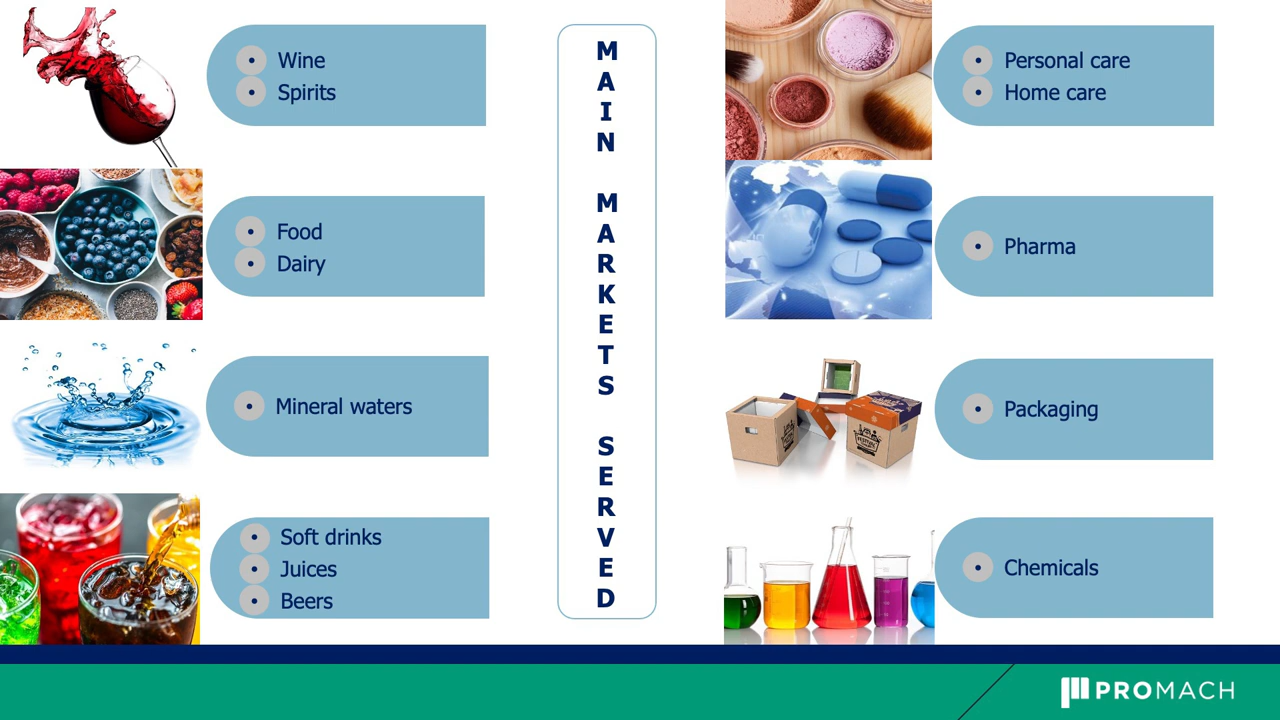 • Wine
• Spirits
• Food
• Dairy
• Mineral waters
• Soft drinks
• Juices
• Beers
MAIN MARKETS SERVED
• Personal care
• Home care
• Pharma
• Packaging
• Chemicals
PROMACH